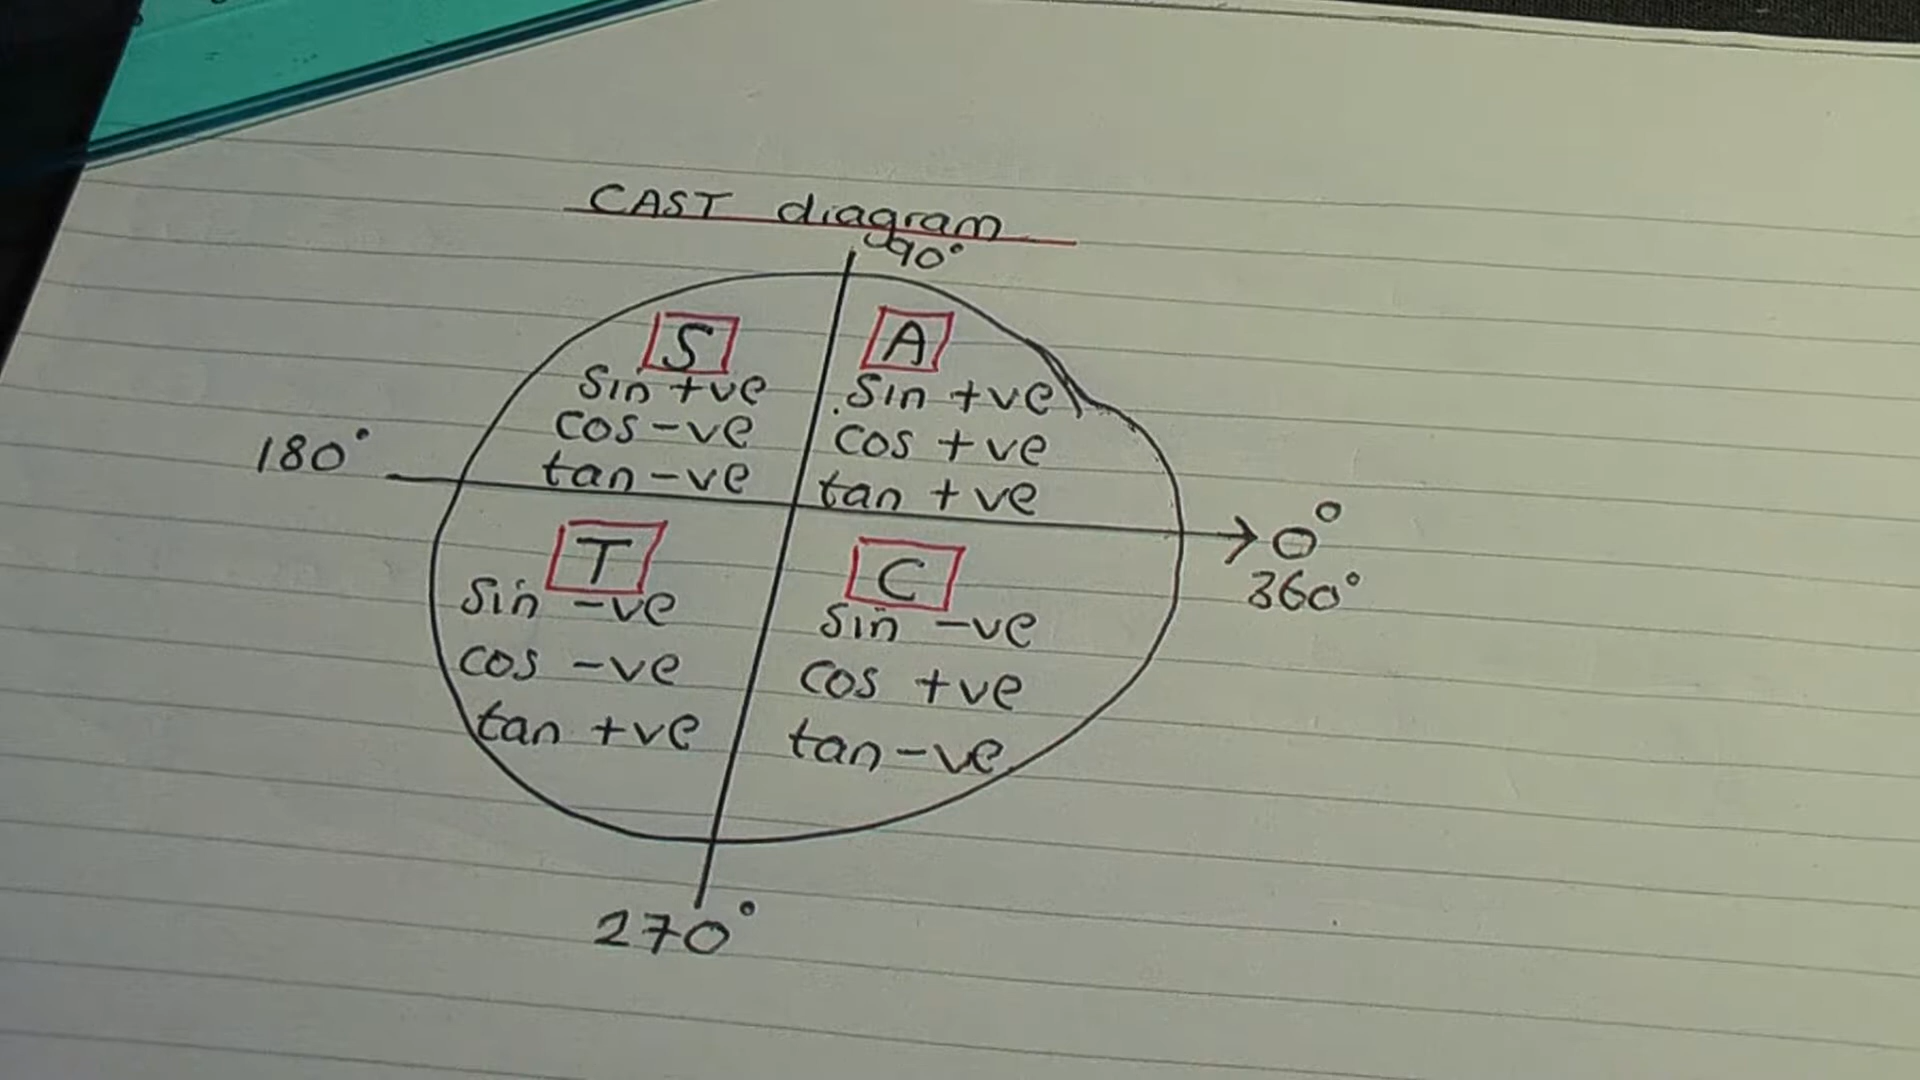 CAST diagram
90°
S
sin +ve
cos -ve
tan -ve
A
sin +ve
cos +ve
tan +ve
180°
0°
360°
T
sin -ve
cos -ve
tan +ve
C
sin -ve
cos +ve
tan -ve
270°